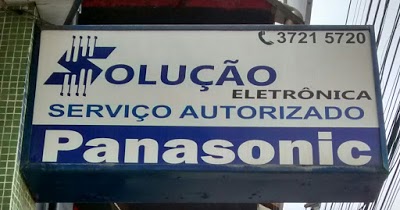 3721 5720
SOLUÇÃO
ELETRÔNICA
SERVIÇO AUTORIZADO
Panasonic